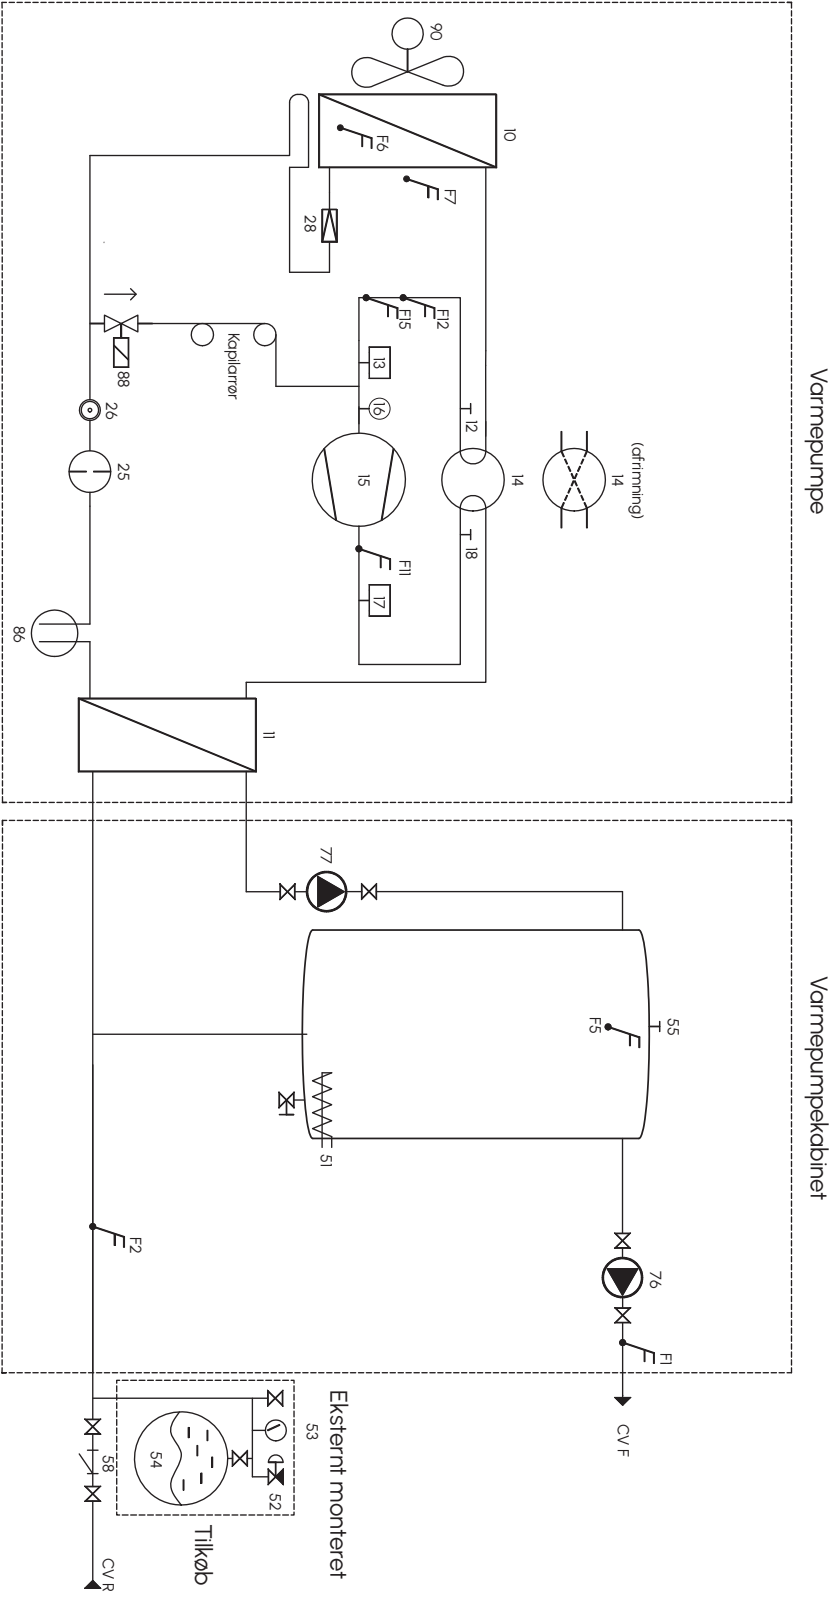 Varmepumpe
90
10
F6
F7
28
F15
F12
Kapilarrør
13
16
12
88
26
25
15
14
14
(afrimning)
18
F11
17
86
11
Varmepumpekabinet
77
55
F5
51
F2
76
F1
CV F
Eksternt monteret
53
54
52
58
Tilkøb
CV R